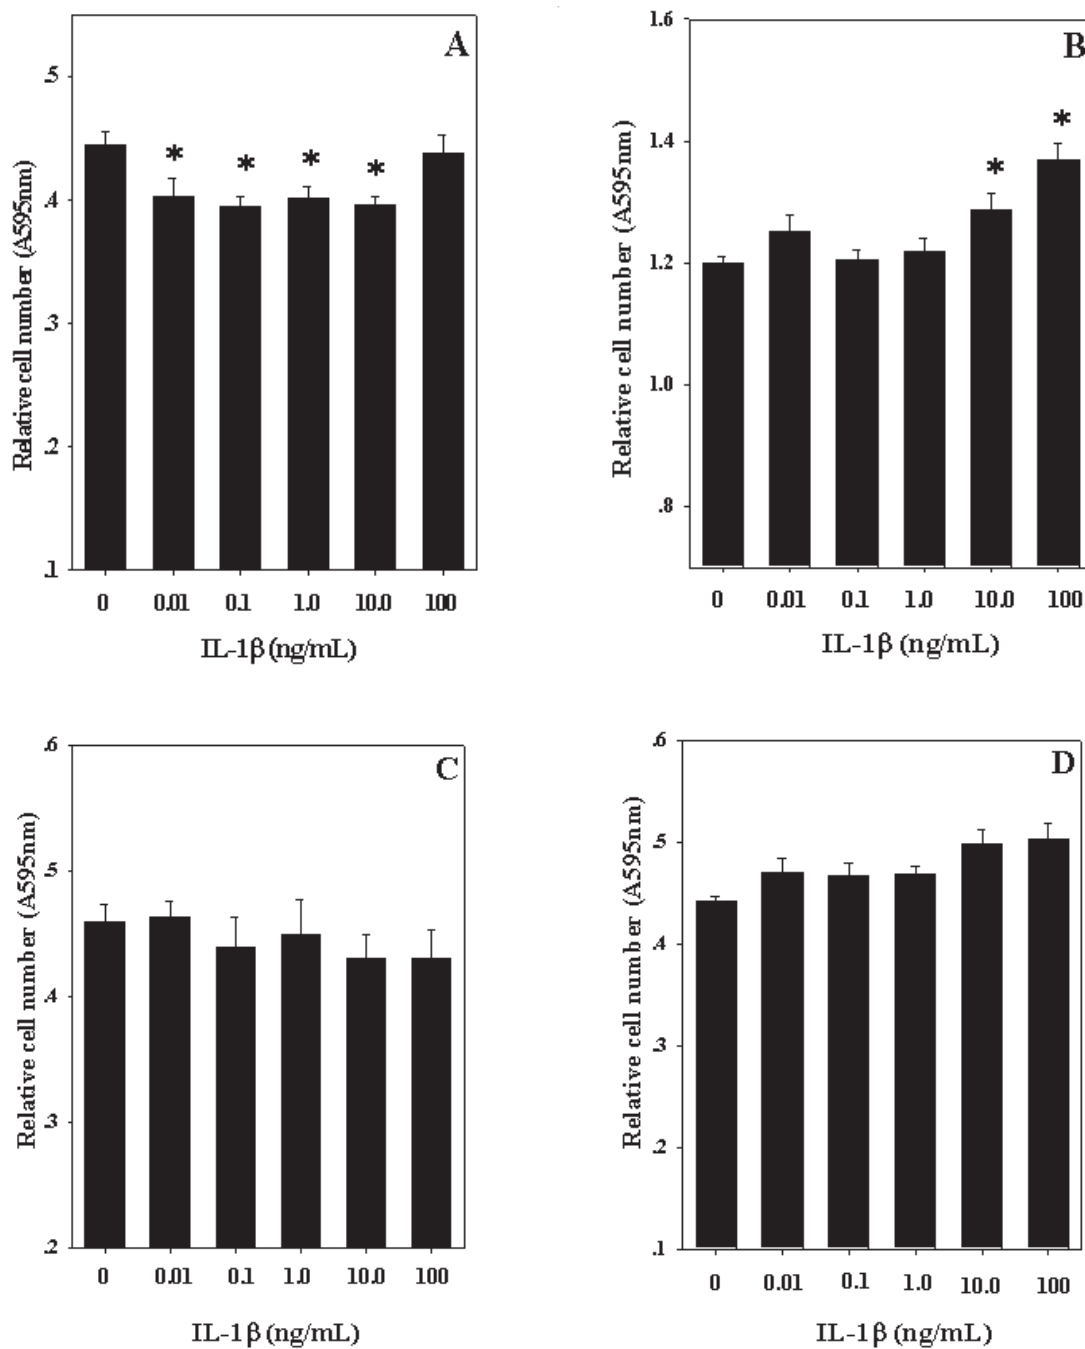 A
Relative cell number (A595nm)
.5
.4
.3
.2
.1
* * * *
0 0.01 0.1 1.0 10.0 100
IL-1β (ng/mL)
B
Relative cell number (A595nm)
1.6
1.4
1.2
1.0
.8
*
*
0 0.01 0.1 1.0 10.0 100
IL-1β (ng/mL)
C
Relative cell number (A595nm)
.6
.5
.4
.3
.2
0 0.01 0.1 1.0 10.0 100
IL-1β (ng/mL)
D
Relative cell number (A595nm)
.6
.5
.4
.3
.2
.1
0 0.01 0.1 1.0 10.0 100
IL-1β (ng/mL)